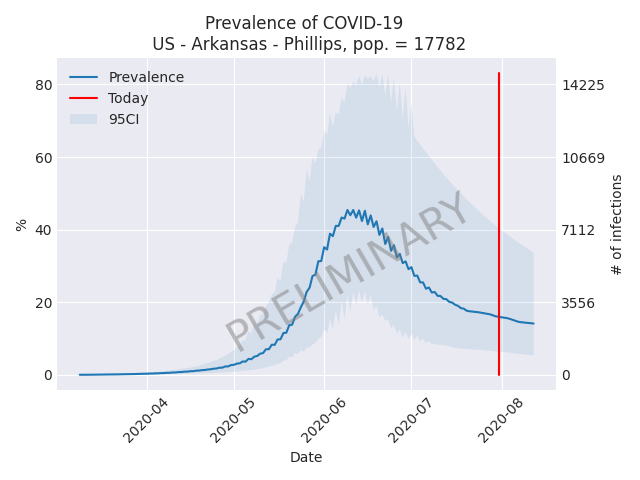 Prevalence of COVID-19
US - Arkansas - Phillips, pop. = 17782
Prevalence
Today
95CI
80
60
40
20
0
%
14225
10669
7112
3556
0
# of infections
PRELIMINARY
2020-04
2020-05
2020-06
2020-07
2020-08
Date